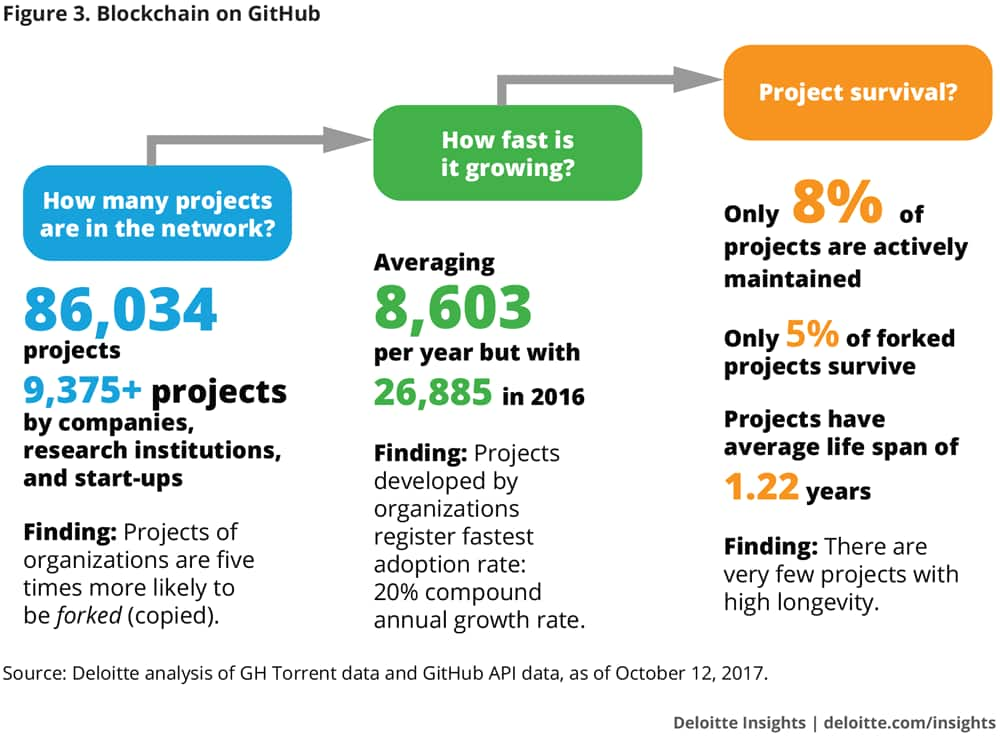 Figure 3. Blockchain on GitHub
How many projects
are in the network?
86,034
projects
9,375+ projects
by companies,
research institutions,
and start-ups
Finding: Projects of
organizations are five
times more likely to
be forked (copied).
How fast is
it growing?
Averaging
8,603
per year but with
26,885 in 2016
Finding: Projects
developed by
organizations
register fastest
adoption rate:
20% compound
annual growth rate.
Project survival?
Only 8% of
projects are actively
maintained
Only 5% of forked
projects survive
Projects have
average life span of
1.22 years
Finding: There are
very few projects with
high longevity.
Source: Deloitte analysis of GH Torrent data and GitHub API data, as of October 12, 2017.
Deloitte Insights | deloitte.com/insights